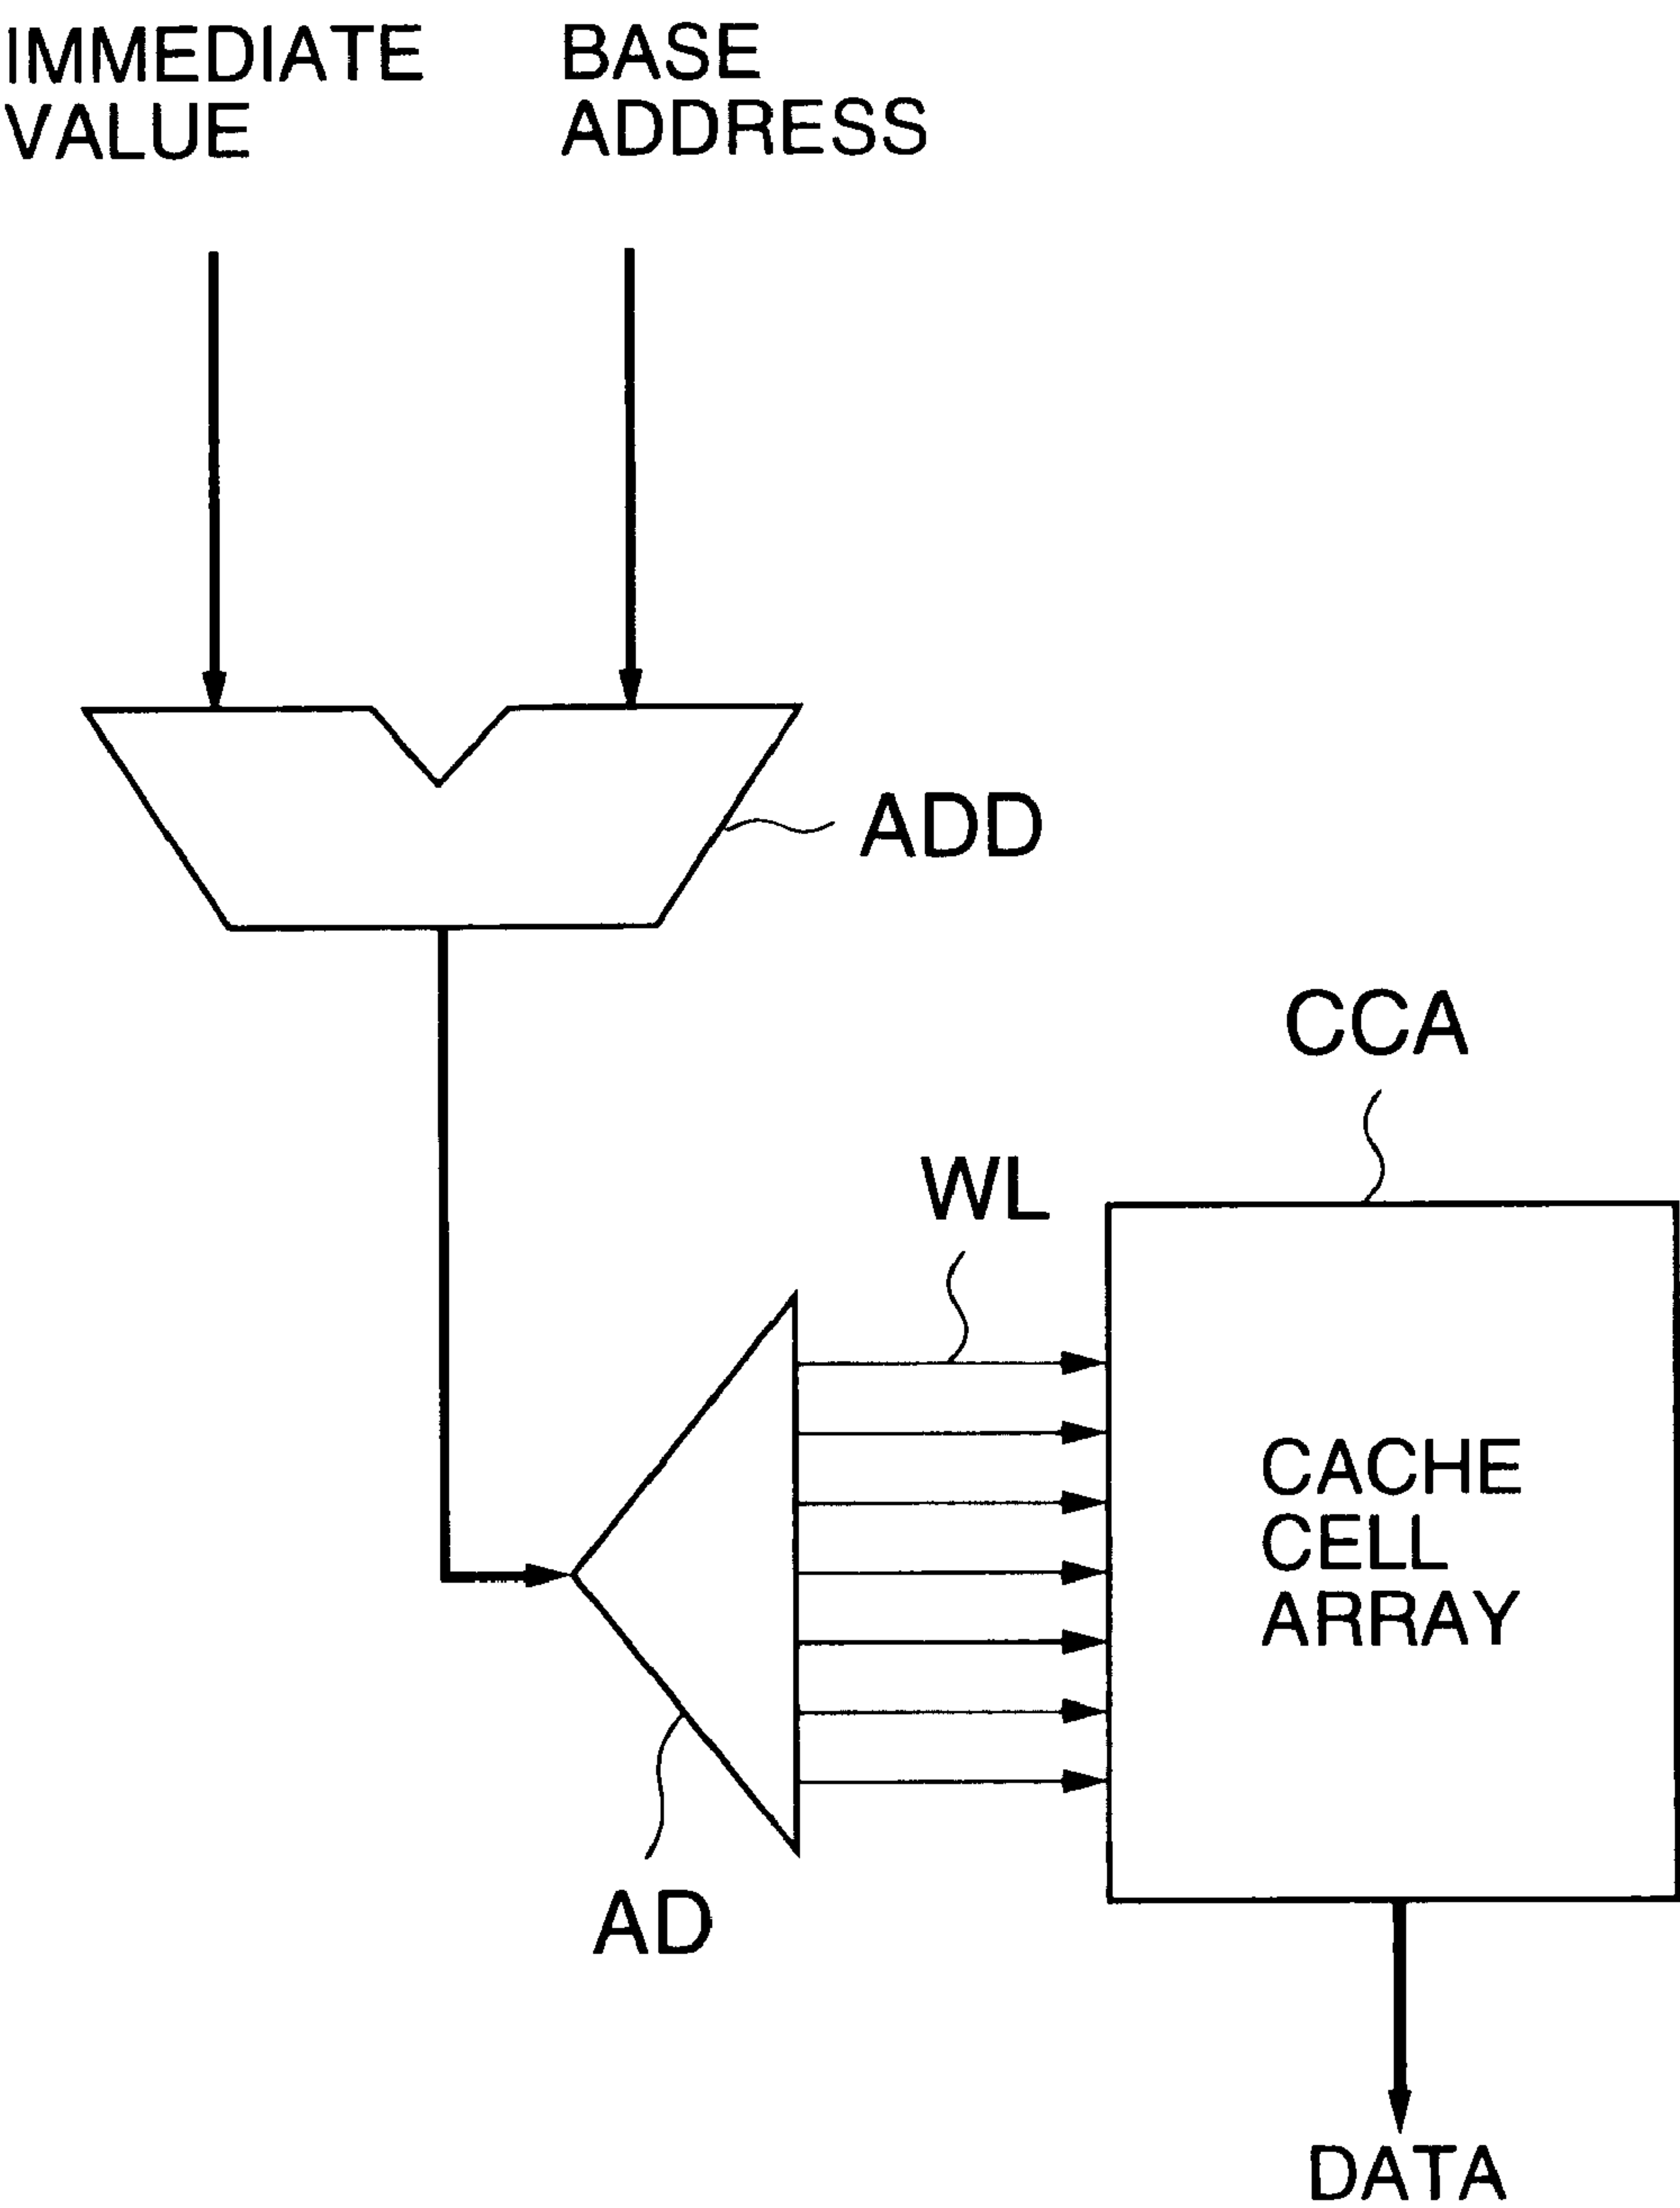 IMMEDIATE
VALUE
BASE
ADDRESS
ADD
CCA
WL
CACHE
CELL
ARRAY
AD
DATA